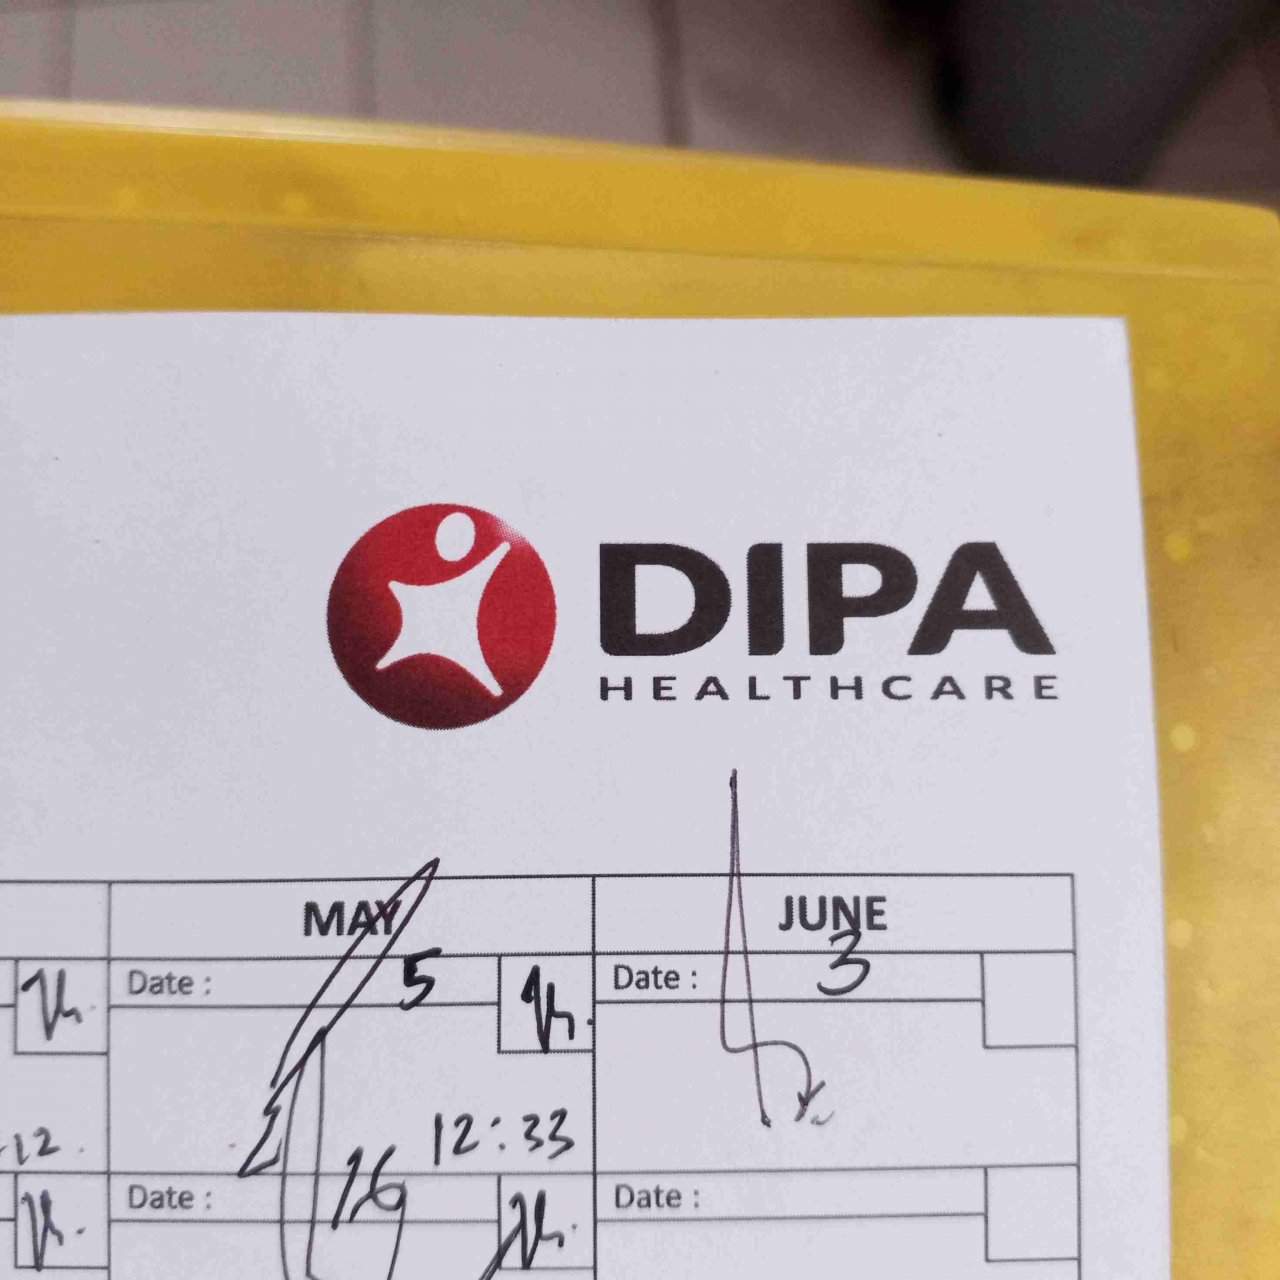 DIPA
HEALTHCARE
MAY JUNE
Date : 5 Date : 3
12 . 12:33
Date : 16 Date :